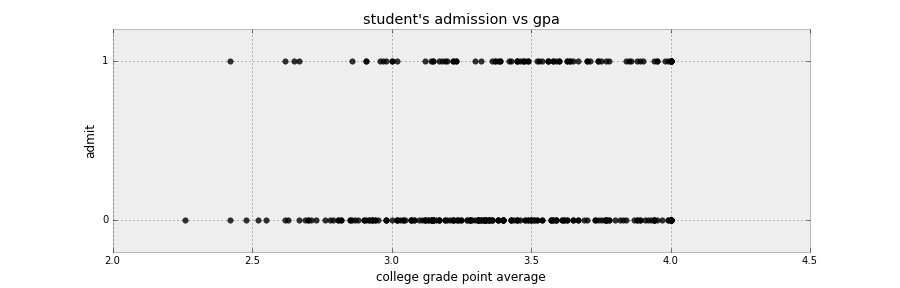 student's admission vs gpa
admit
1
0
2.0 2.5 3.0 3.5 4.0 4.5
college grade point average